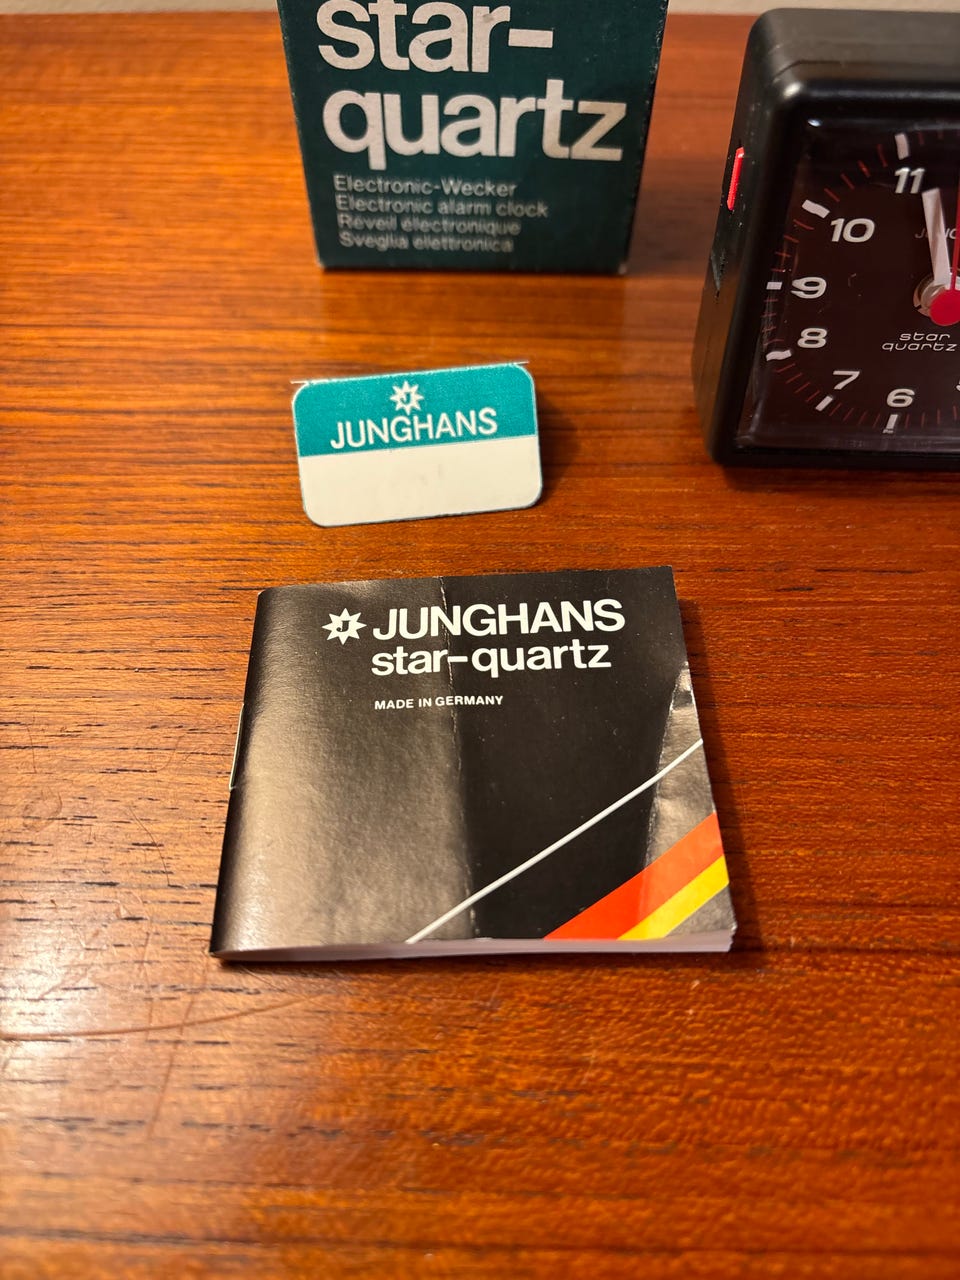 star-
quartz
Electronic-Wecker
Electronic alarm clock
Réveil électronique
Sveglia elettronica
11
10
9
8
7
6
star
quartz
JUNGHANS
JUNGHANS
star-quartz
MADE IN GERMANY